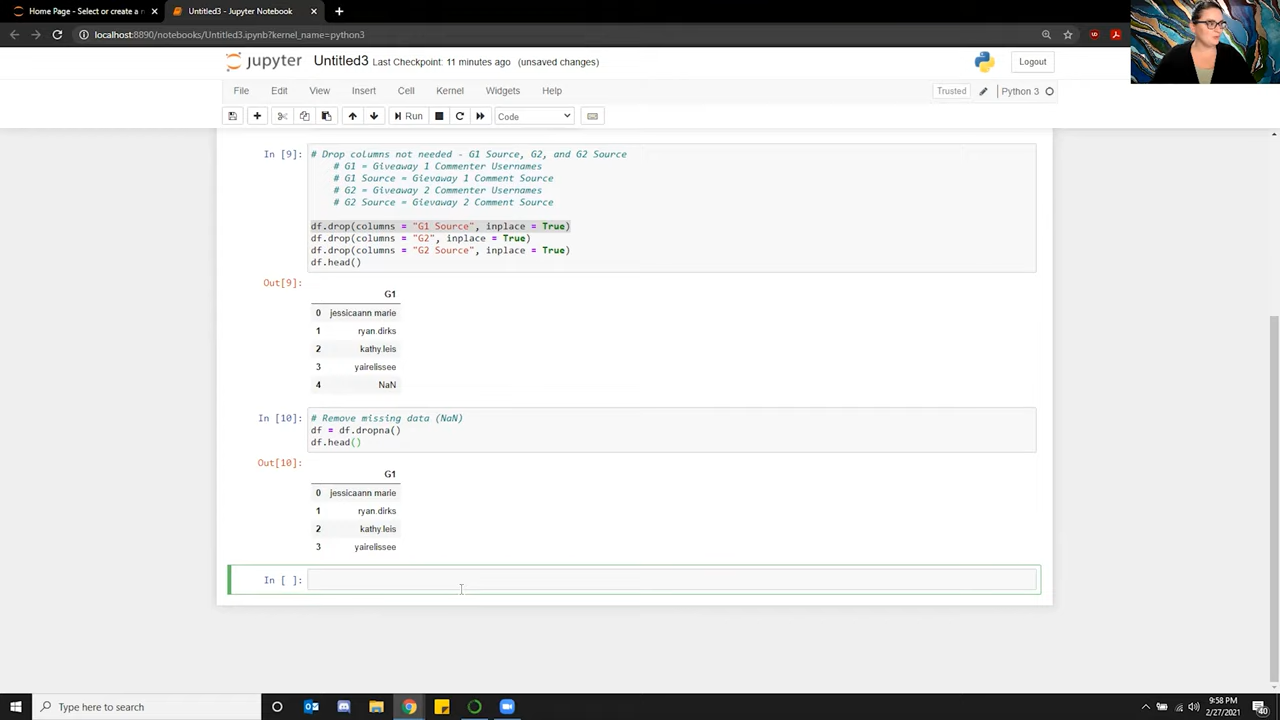 Home Page - Select or create a n
Untitled3 - Jupyter Notebook
localhost:8890/notebooks/Untitled3.ipynb?kernel_name=python3
jupyter Untitled3 Last Checkpoint: 11 minutes ago (unsaved changes)
Logout
File Edit View Insert Cell Kernel Widgets Help
Trusted
Python 3
Run
Code
In [9]:
# Drop columns not needed - G1 Source, G2, and G2 Source
# G1 = Giveaway 1 Commenter Usernames
# G1 Source = Gievaway 1 Comment Source
# G2 = Giveaway 2 Commenter Usernames
# G2 Source = Gievaway 2 Comment Source
df.drop(columns = "G1 Source", inplace = True)
df.drop(columns = "G2", inplace = True)
df.drop(columns = "G2 Source", inplace = True)
df.head()
Out[9]:
G1
0 jessicaann.marie
1 ryan.dirks
2 kathy.leis
3 yairelissee
4 NaN
In [10]:
# Remove missing data (NaN)
df = df.dropna()
df.head()
Out[10]:
G1
0 jessicaann.marie
1 ryan.dirks
2 kathy.leis
3 yairelissee
In [ ]:
Type here to search
9:58 PM
2/27/2021
40